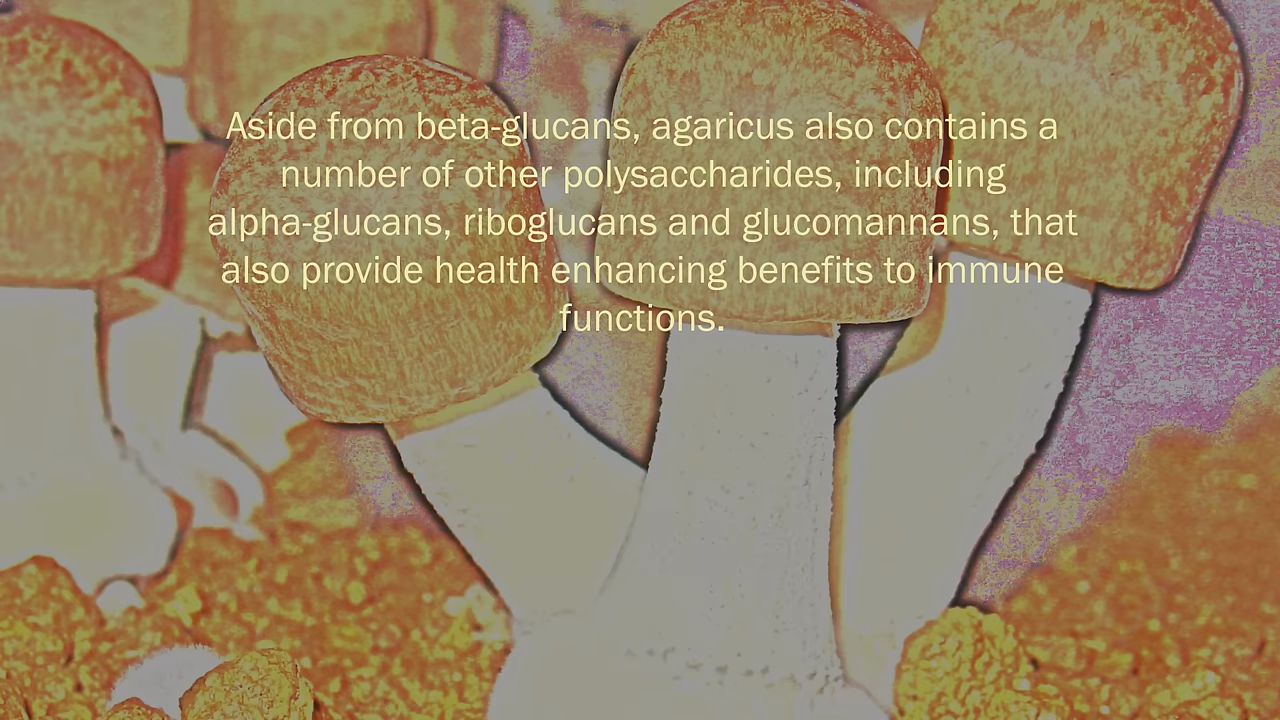 Aside from beta-glucans, agaricus also contains a
number of other polysaccharides, including
alpha-glucans, riboglucans and glucomannans, that
also provide health enhancing benefits to immune
functions.